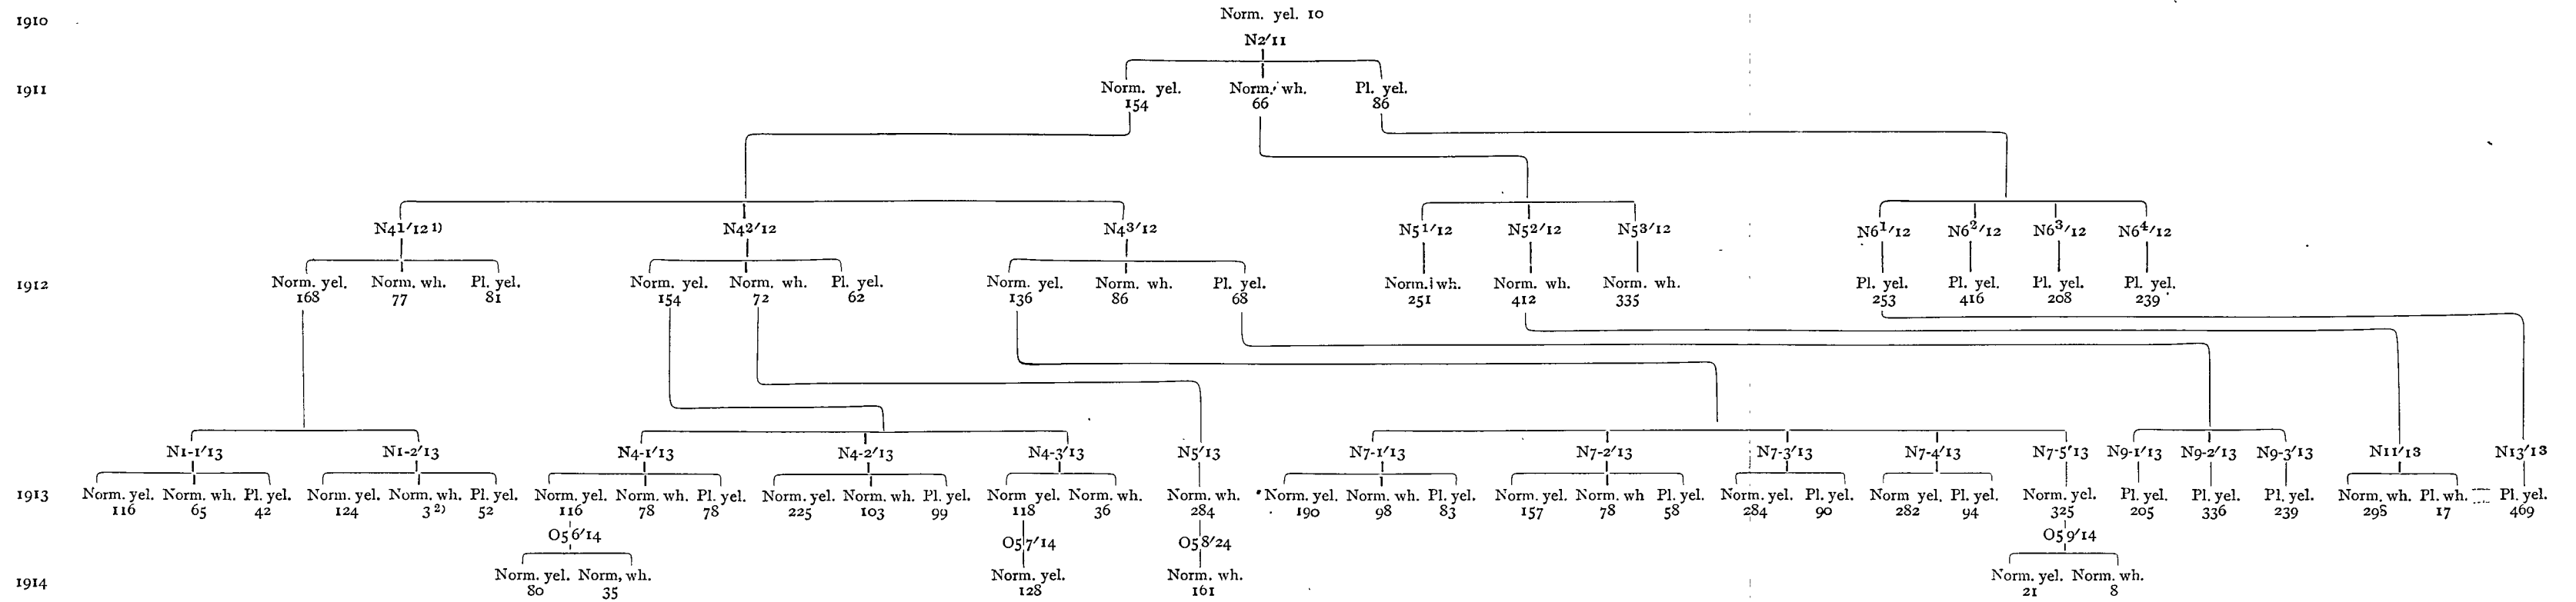 1910
Norm. yel. 10
N2/11
1911
Norm. yel. Norm. wh. Pl. yel.
154 66 86
N4¹/12 1) N4²/12 N4³/12 N5¹/12 N5²/12 N5³/12 N6¹/12 N6²/12 N6³/12 N6⁴/12
1912
Norm. yel. Norm. wh. Pl. yel. Norm. yel. Norm. wh. Pl. yel. Norm. yel. Norm. wh. Pl. yel. Norm. wh. Norm. wh. Norm. wh. Pl. yel. Pl. yel. Pl. yel. Pl. yel.
168 77 81 154 72 62 136 86 68 251 412 335 253 416 208 239
N1-1'13 N1-2'13 N4-1'13 N4-2'13 N4-3'13 N5'13 N7-1'13 N7-2'13 N7-3'13 N7-4'13 N7-5'13 N9-1'13 N9-2'13 N9-3'13 N11'13 N13'13
1913
Norm. yel. Norm. wh. Pl. yel. Norm. yel. Norm. wh. Pl. yel. Norm. yel. Norm. wh. Pl. yel. Norm. yel. Norm. wh. Pl. yel. Norm yel. Norm. wh. Norm. wh. Norm. yel. Norm. wh. Pl. yel. Norm. yel. Norm. wh Pl. yel. Norm. yel. Pl. yel. Norm yel. Pl. yel. Norm. yel. Pl. yel. Pl. yel. Pl. yel. Norm. wh. Pl. wh. Pl. yel.
116 65 42 124 3 2) 52 116 78 78 225 103 99 118 36 284 190 98 83 157 78 58 284 90 282 94 325 205 336 239 298 17 469
O56'14 O57'14 O58'24 O59'14
1914
Norm. yel. Norm, wh. Norm. yel. Norm. wh. Norm. yel. Norm. wh.
80 35 128 161 21 8